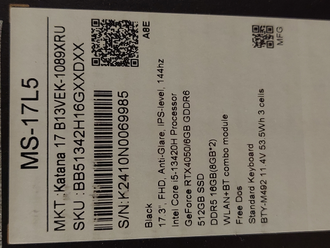 MS-17L5
MKT :Katana 17 B13VEK-1089XRU
SKU :BB51342H16GXXDXX
S/N:K2410N0069985
A8E
Black
17.3", FHD, Anti-Glare, IPS-level, 144hz
Intel Core i5-13420H Processor
GeForce RTX4050/6GB GDDR6
512GB SSD
DDR5 16GB(8GB*2)
WLAN+BT combo module
Free Dos
Standard Keyboard
BTY-M492 11.4V 53.5Wh 3 cells
MFG